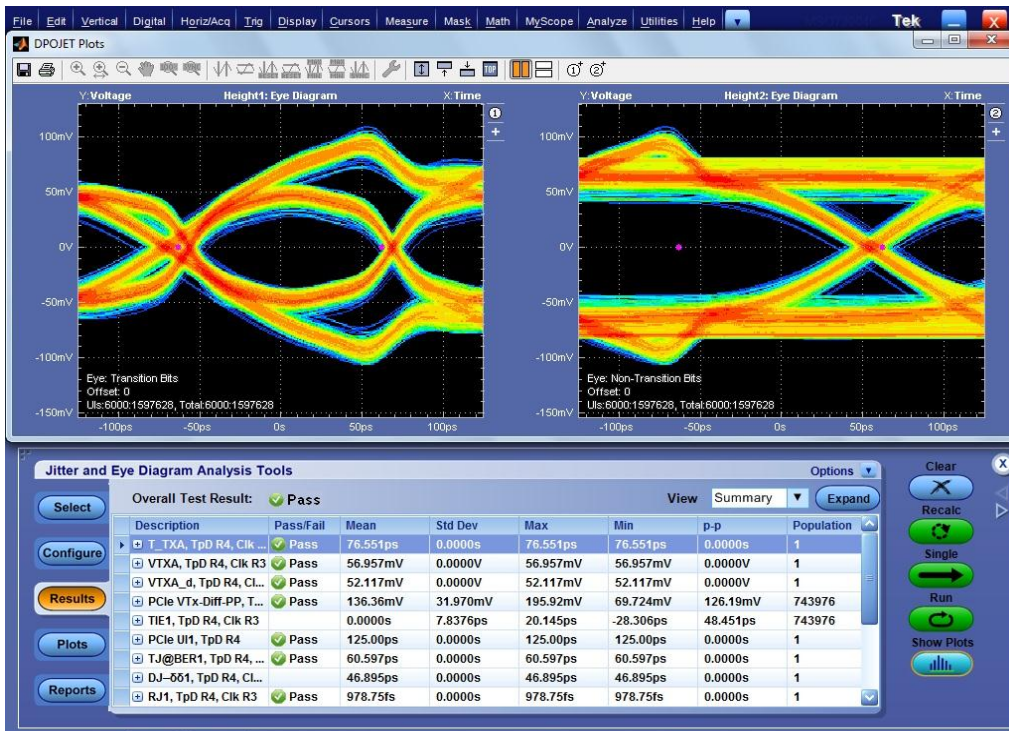 File Edit Vertical Digital Horiz/Acq Trig Display Cursors Measure Mask Math MyScope Analyze Utilities Help Tek X
DPOJET Plots
TOP
Y:Voltage Height1: Eye Diagram X:Time
1
100mV
50mV
0V
-50mV
-100mV
-150mV
Eye: Transition Bits
Offset: 0
UIs:6000:1597628, Total:6000:1597628
-100ps -50ps 0s 50ps 100ps
Y:Voltage Height2: Eye Diagram X:Time
2
100mV
50mV
0V
-50mV
-100mV
-150mV
Eye: Non-Transition Bits
Offset: 0
UIs:6000:1597628, Total:6000:1597628
-100ps -50ps 0s 50ps 100ps
Jitter and Eye Diagram Analysis Tools Options
Select
Configure
Results
Plots
Reports
Overall Test Result: Pass View Summary Expand
Description Pass/Fail Mean Std Dev Max Min p-p Population
T_TXA, TpD R4, Clk ... Pass 76.551ps 0.0000s 76.551ps 76.551ps 0.0000s 1
VTXA, TpD R4, Clk R3 Pass 56.957mV 0.0000V 56.957mV 56.957mV 0.0000V 1
VTXA_d, TpD R4, Cl... Pass 52.117mV 0.0000V 52.117mV 52.117mV 0.0000V 1
PCIe VTx-Diff-PP, T... Pass 136.36mV 31.970mV 195.92mV 69.724mV 126.19mV 743976
TIE1, TpD R4, Clk R3 0.0000s 7.8376ps 20.145ps -28.306ps 48.451ps 743976
PCIe UI1, TpD R4 Pass 125.00ps 0.0000s 125.00ps 125.00ps 0.0000s 1
TJ@BER1, TpD R4, ... Pass 60.597ps 0.0000s 60.597ps 60.597ps 0.0000s 1
DJ–δδ1, TpD R4, Cl... 46.895ps 0.0000s 46.895ps 46.895ps 0.0000s 1
RJ1, TpD R4, Clk R3 Pass 978.75fs 0.0000s 978.75fs 978.75fs 0.0000s 1
Clear
Recalc
Single
Run
Show Plots